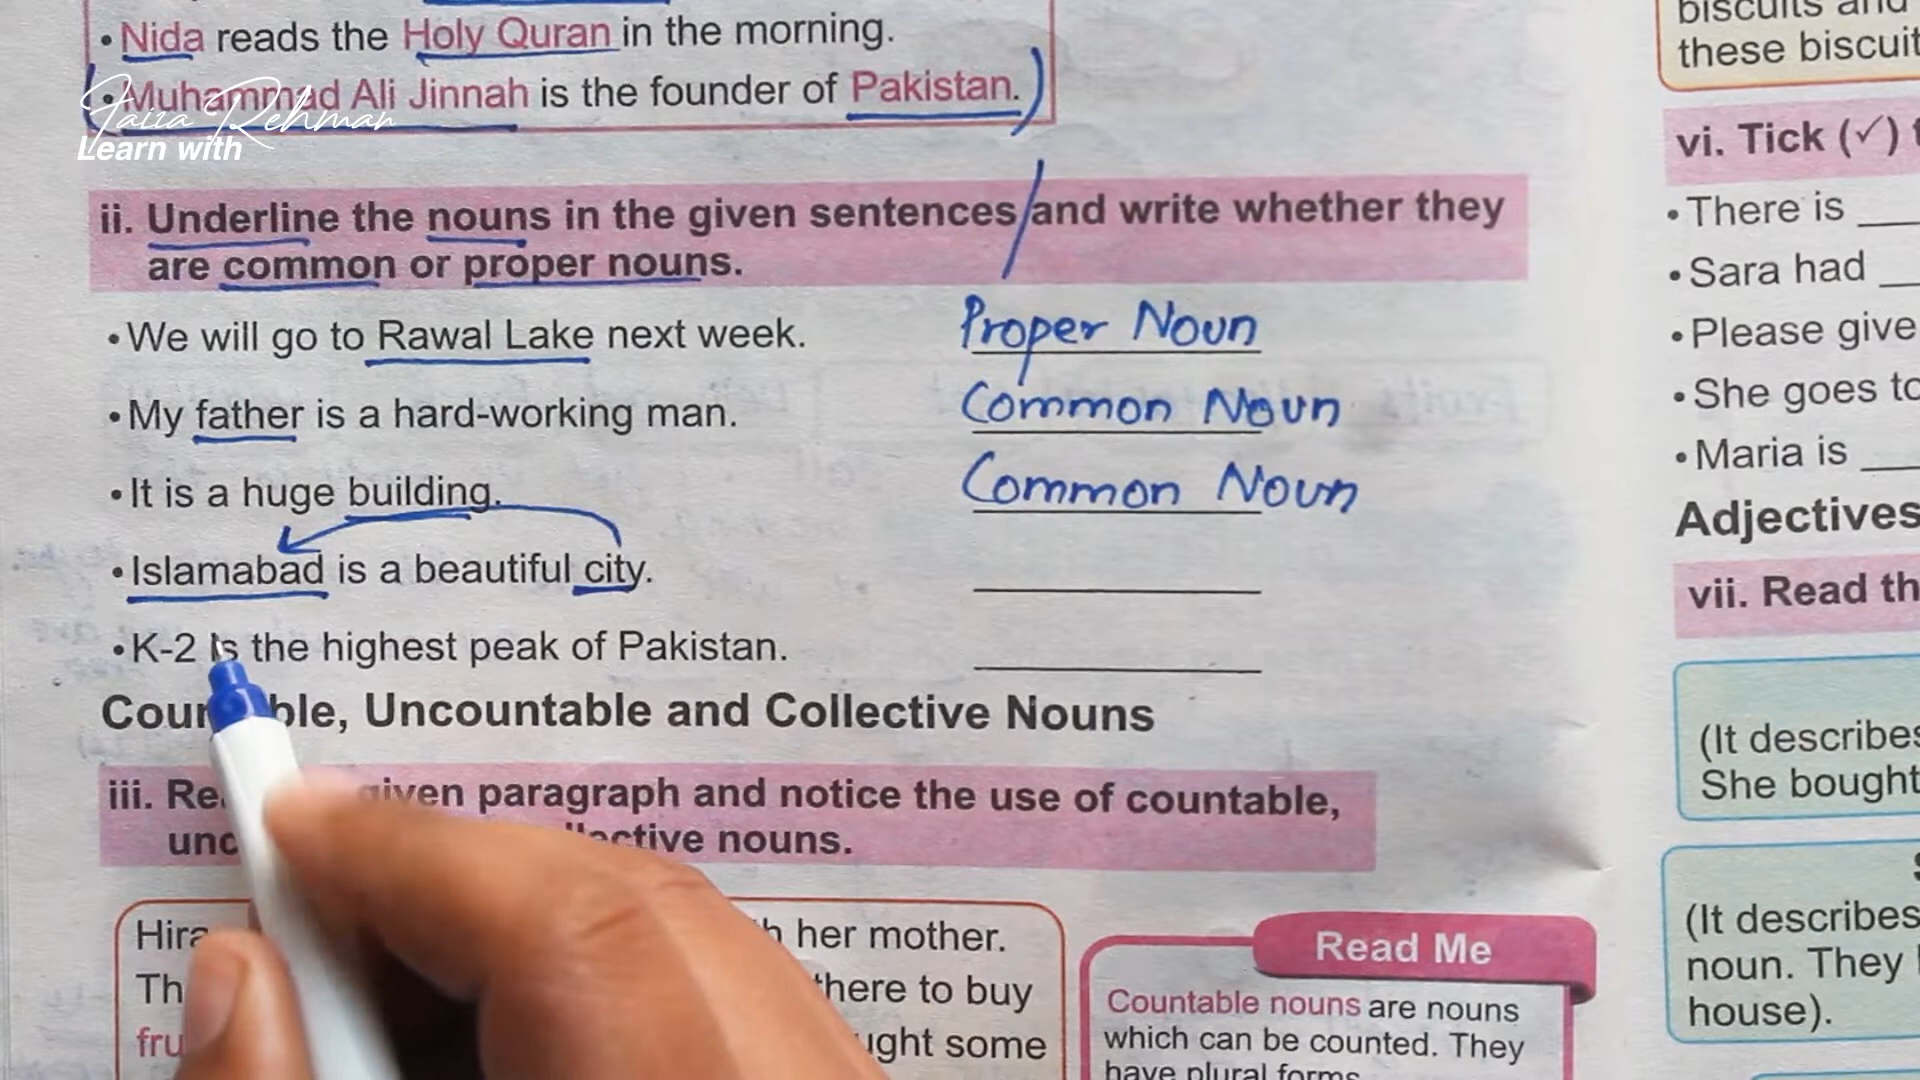 • Nida reads the Holy Quran in the morning.
• Muhammad Ali Jinnah is the founder of Pakistan.
Faiza Rehman
Learn with
ii. Underline the nouns in the given sentences/and write whether they
are common or proper nouns.
• We will go to Rawal Lake next week. Proper Noun
• My father is a hard-working man. Common Noun
• It is a huge building. Common Noun
• Islamabad is a beautiful city.
• K-2 is the highest peak of Pakistan.
Uncountable and Collective Nouns
iii. given paragraph and notice the use of countable,
nouns.
her mother.
there to buy
some
Read Me
Countable nouns are nouns
which can be counted. They
have plural forms
biscuits and
these biscuit
vi. Tick (✓)
• There is
• Sara had
• Please give
• She goes to
• Maria is
Adjectives
vii. Read th
(It describes
She bought
(It describes
noun. They
house).